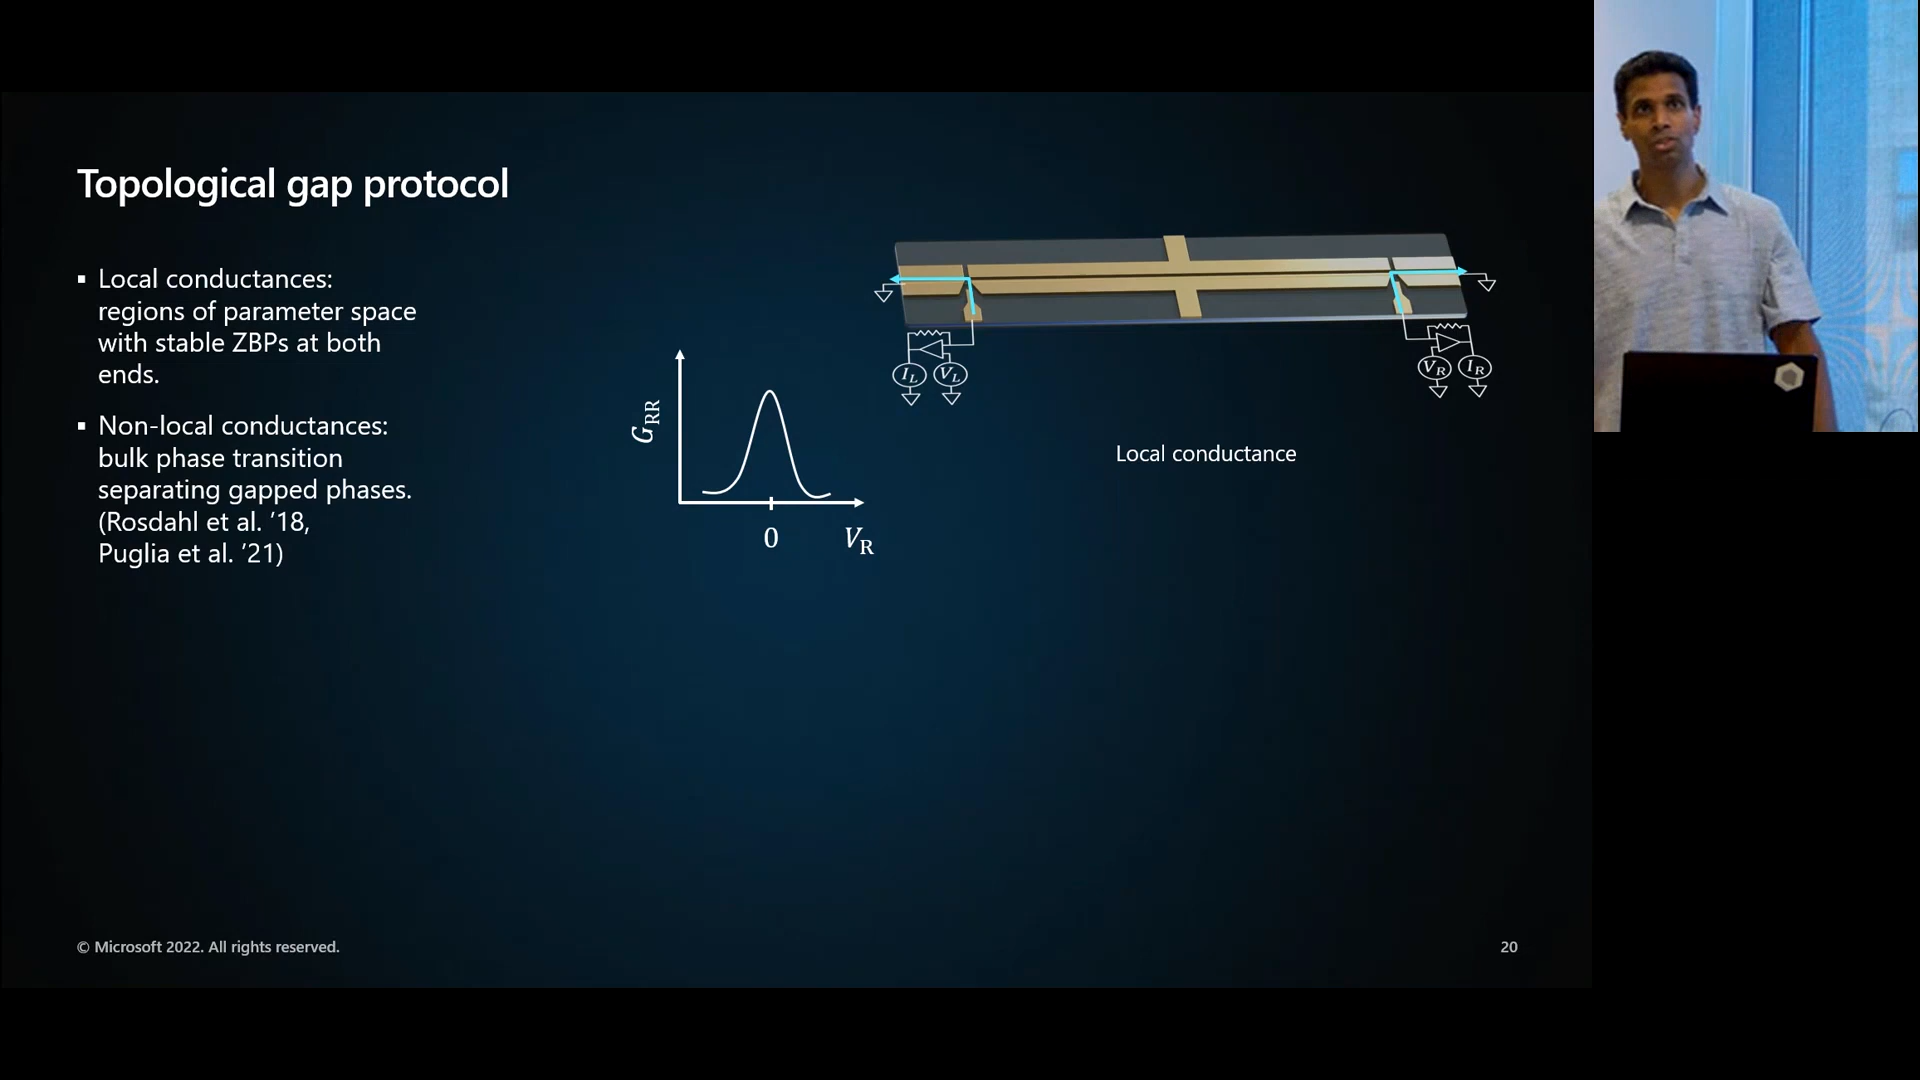 Topological gap protocol
▪ Local conductances:
regions of parameter space
with stable ZBPs at both
ends.
▪ Non-local conductances:
bulk phase transition
separating gapped phases.
(Rosdahl et al. ’18,
Puglia et al. ’21)
G_RR
0 V_R
I_L V_L
V_R I_R
Local conductance
© Microsoft 2022. All rights reserved.
20